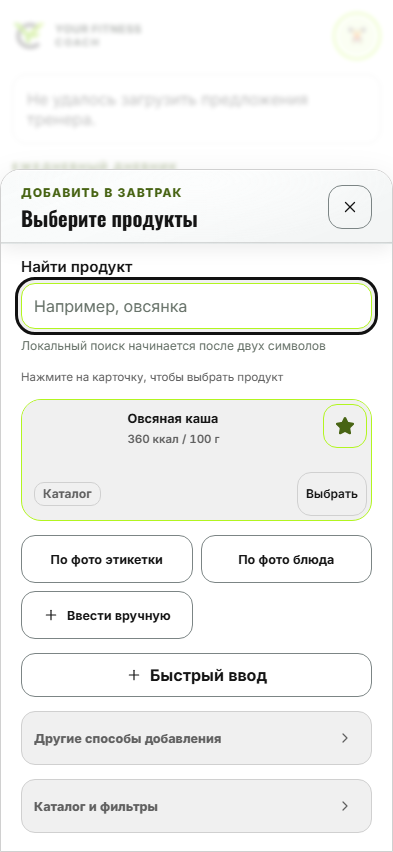 YOUR FITNESS
COACH
Не удалось загрузить предложения
тренера.
ЕЖЕДНЕВНЫЙ ДНЕВНИК
ДОБАВИТЬ В ЗАВТРАК
Выберите продукты
Найти продукт
Например, овсянка
Локальный поиск начинается после двух символов
Нажмите на карточку, чтобы выбрать продукт
Овсяная каша
360 ккал / 100 г
Каталог
Выбрать
По фото этикетки
По фото блюда
Ввести вручную
Быстрый ввод
Другие способы добавления
Каталог и фильтры